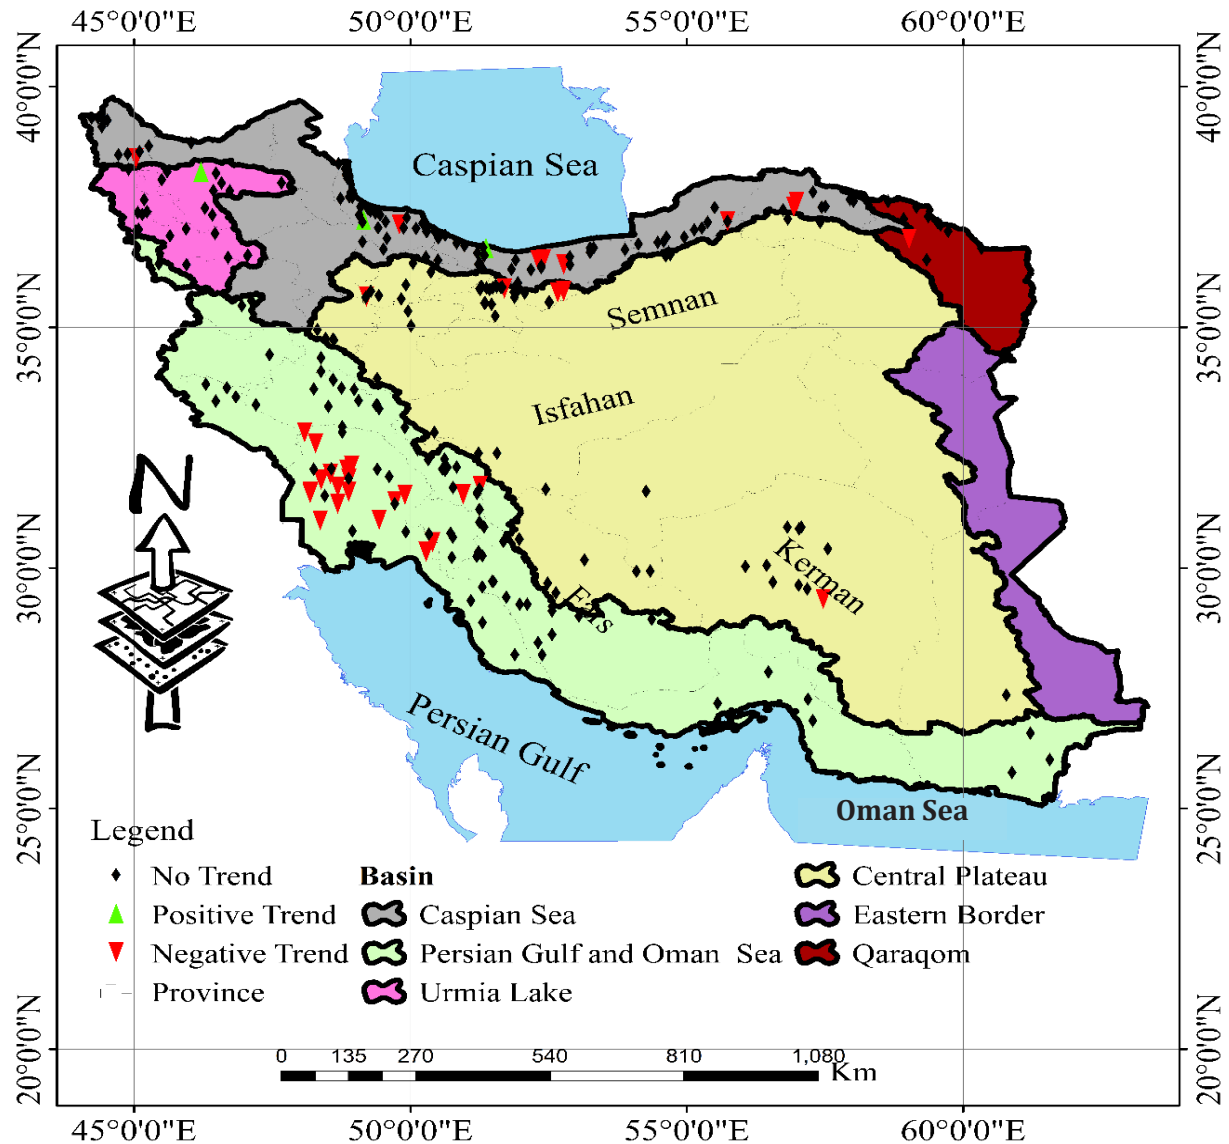 45°0'0"E 50°0'0"E 55°0'0"E 60°0'0"E
40°0'0"N 40°0'0"N
Caspian Sea
35°0'0"N 35°0'0"N
Semnan
Isfahan
N
30°0'0"N 30°0'0"N
Kerman
Fars
Persian Gulf
25°0'0"N 25°0'0"N
Oman Sea
Legend
No Trend
Positive Trend
Negative Trend
Province
Basin
Caspian Sea
Persian Gulf and Oman Sea
Urmia Lake
Central Plateau
Eastern Border
Qaraqom
20°0'0"N 20°0'0"N
0 135 270 540 810 1,080
Km
45°0'0"E 50°0'0"E 55°0'0"E 60°0'0"E